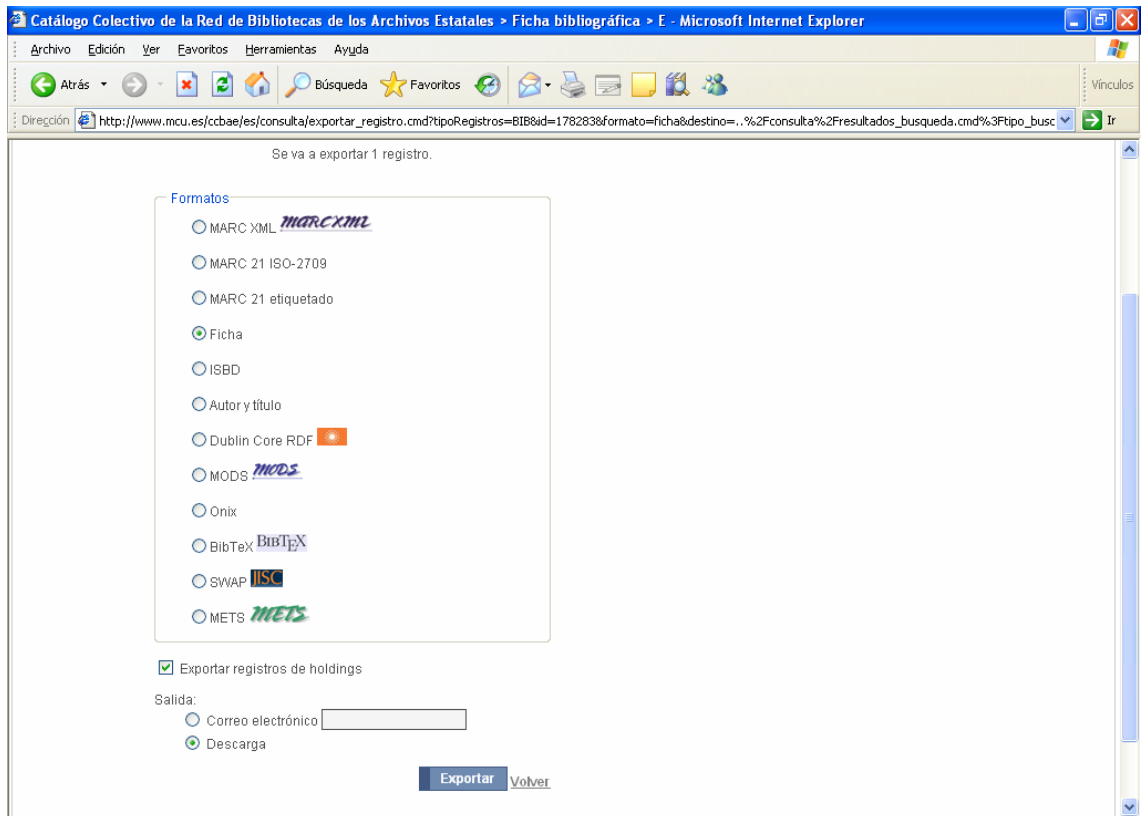 Catálogo Colectivo de la Red de Bibliotecas de los Archivos Estatales > Ficha bibliográfica > E - Microsoft Internet Explorer
Archivo Edición Ver Favoritos Herramientas Ayuda
Atrás Búsqueda Favoritos Vínculos
Dirección http://www.mcu.es/ccbae/es/consulta/exportar_registro.cmd?tipoRegistros=BIB&id=178283&formato=ficha&destino=..%2Fconsulta%2Fresultados_busqueda.cmd%3Ftipo_busc Ir
Se va a exportar 1 registro.
Formatos
MARC XML MARCXML
MARC 21 ISO-2709
MARC 21 etiquetado
Ficha
ISBD
Autor y título
Dublin Core RDF
MODS MODS
Onix
BibTeX BIBTEX
SWAP JISC
METS METS
Exportar registros de holdings
Salida:
Correo electrónico
Descarga
Exportar Volver